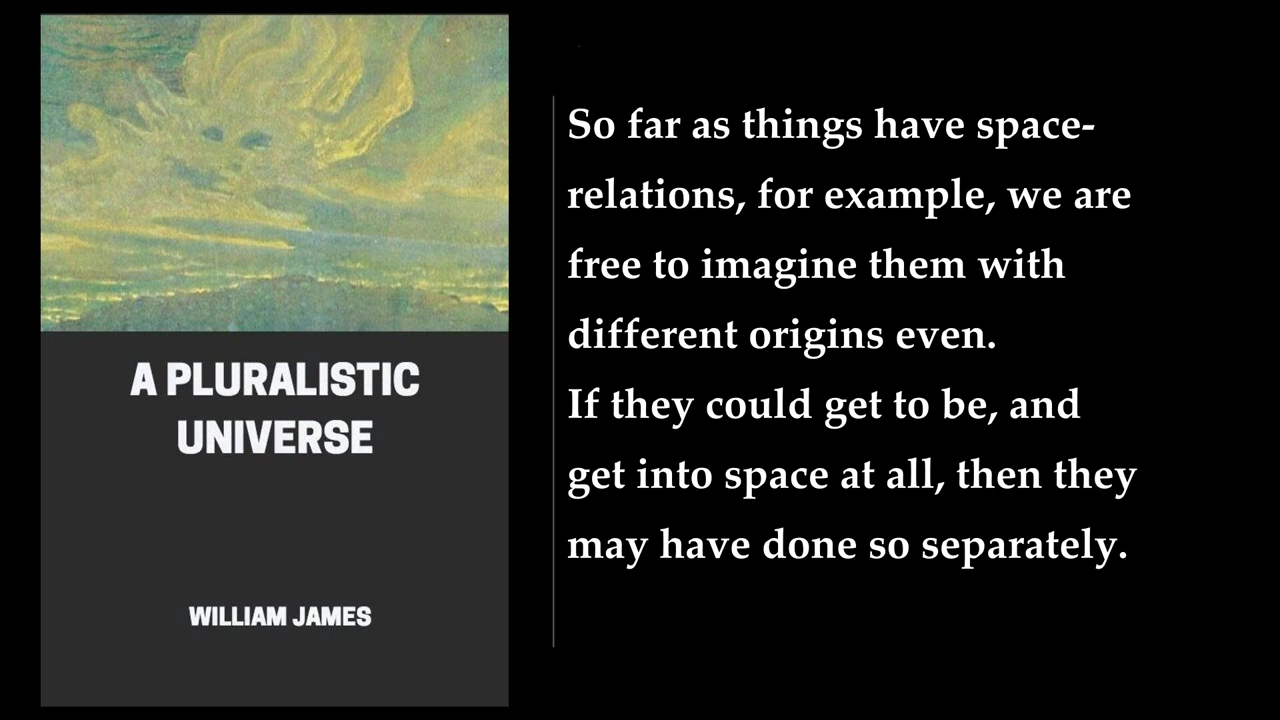 A PLURALISTIC
UNIVERSE
WILLIAM JAMES
So far as things have space-
relations, for example, we are
free to imagine them with
different origins even.
If they could get to be, and
get into space at all, then they
may have done so separately.